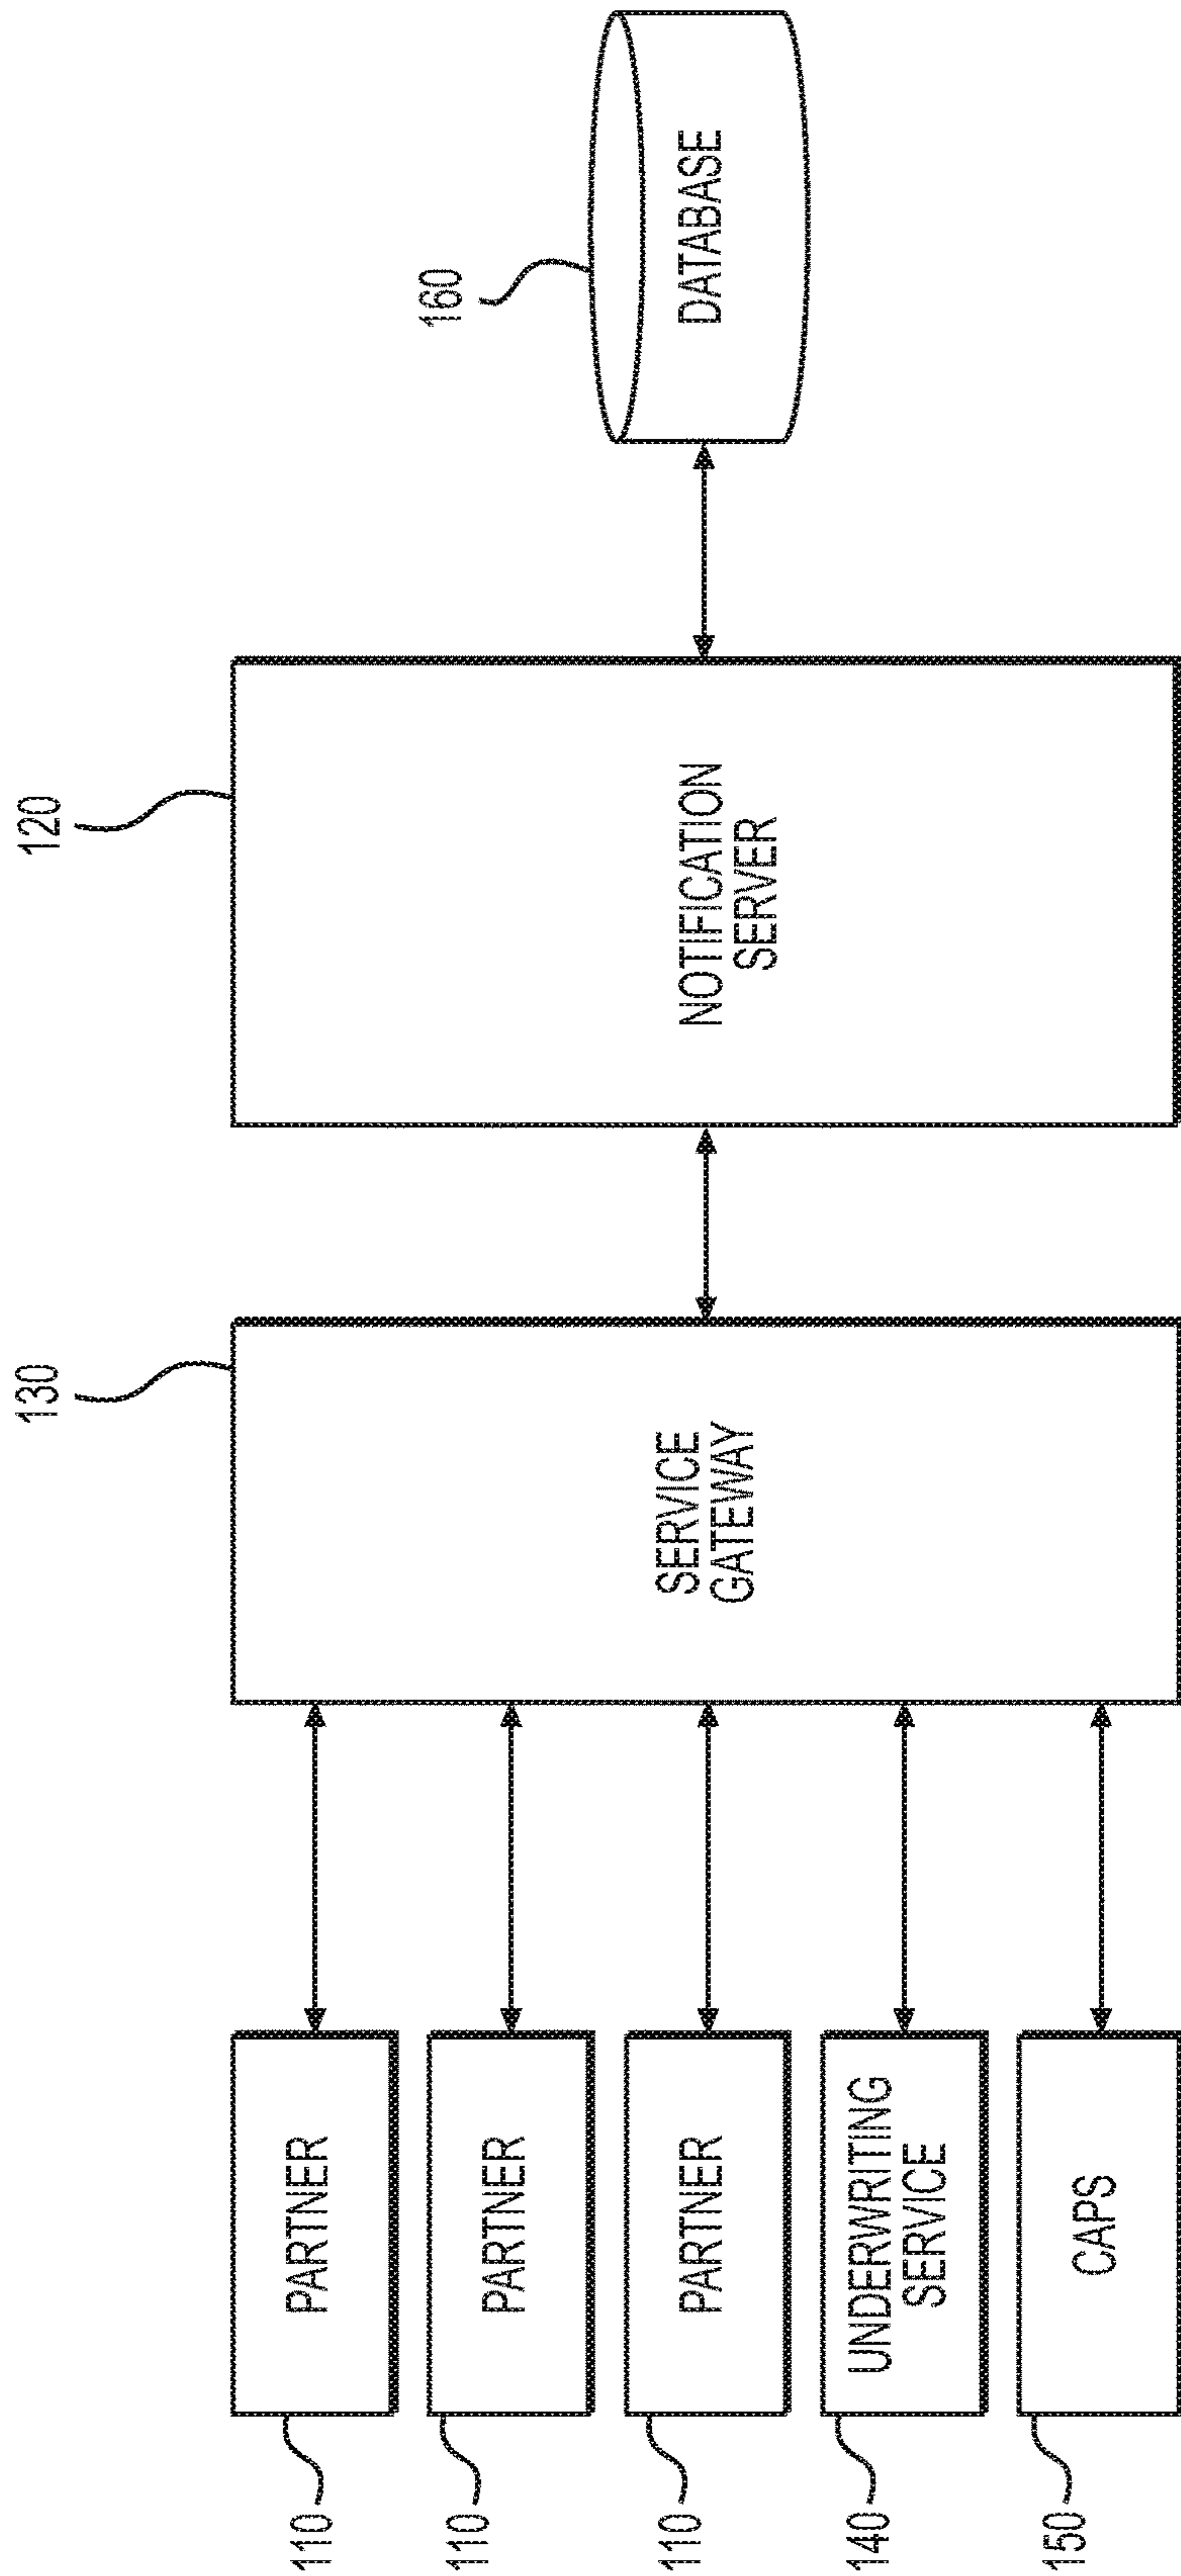 110
PARTNER
110
PARTNER
110
PARTNER
140
UNDERWRITING
SERVICE
150
CAPS
130
SERVICE
GATEWAY
120
NOTIFICATION
SERVER
160
DATABASE